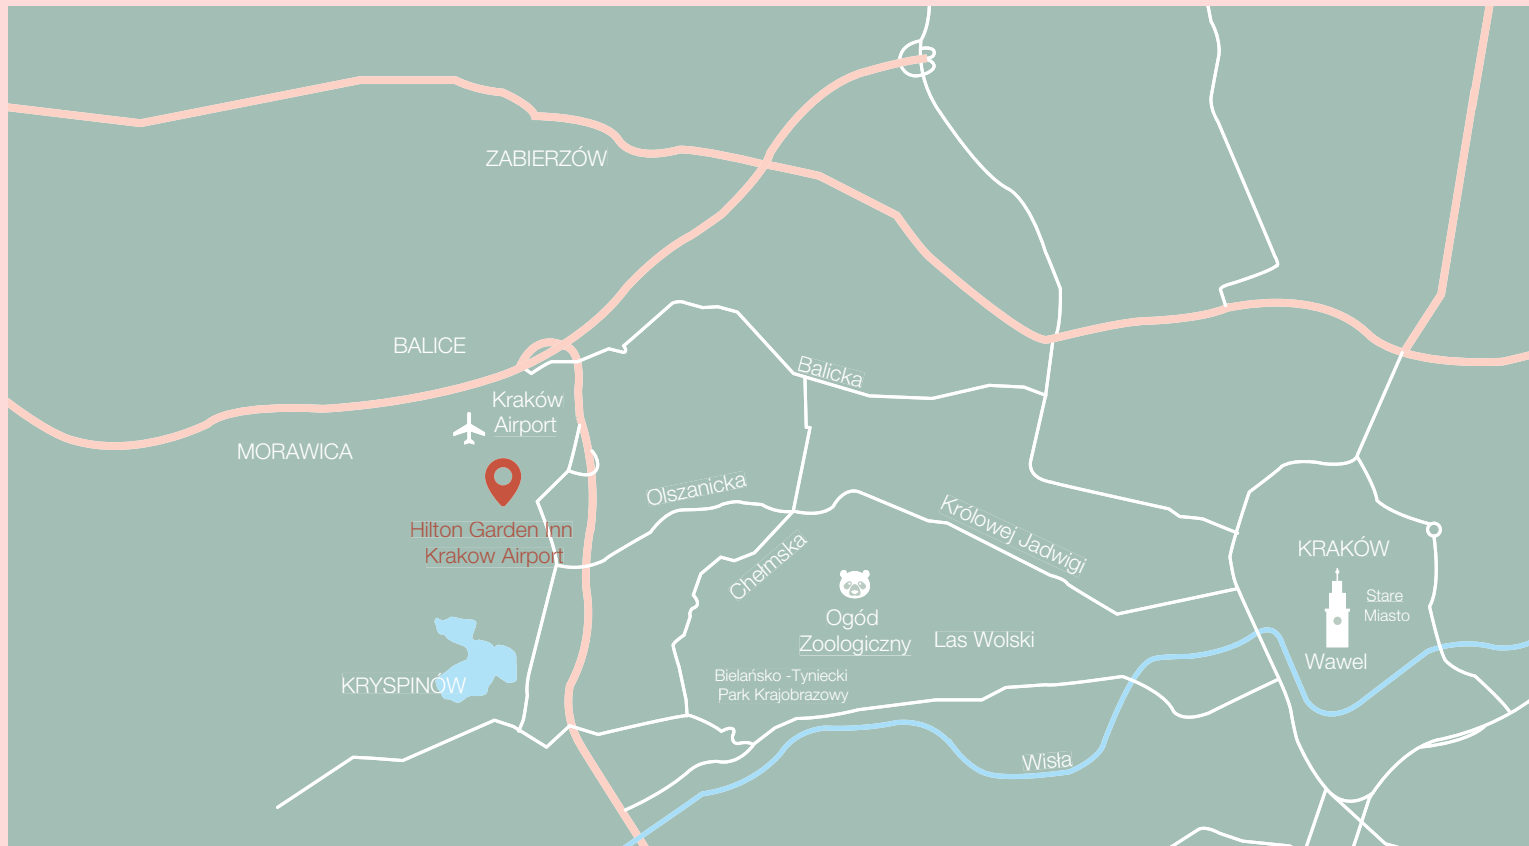 ZABIERZÓW
BALICE
Balicka
Kraków
Airport
MORAWICA
Olszanicka
Królowej Jadwigi
Hilton Garden Inn
Krakow Airport
Chełmska
KRAKÓW
Stare
Miasto
Ogód
Zoologiczny
Las Wolski
Wawel
Bielańsko -Tyniecki
Park Krajobrazowy
KRYSPINÓW
Wisła